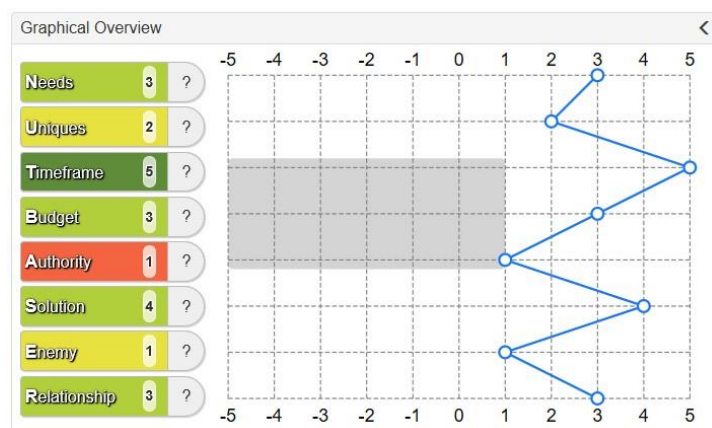 Graphical Overview
-5 -4 -3 -2 -1 0 1 2 3 4 5
Needs 3 ?
Uniques 2 ?
Timeframe 5 ?
Budget 3 ?
Authority 1 ?
Solution 4 ?
Enemy 1 ?
Relationship 3 ?
-5 -4 -3 -2 -1 0 1 2 3 4 5